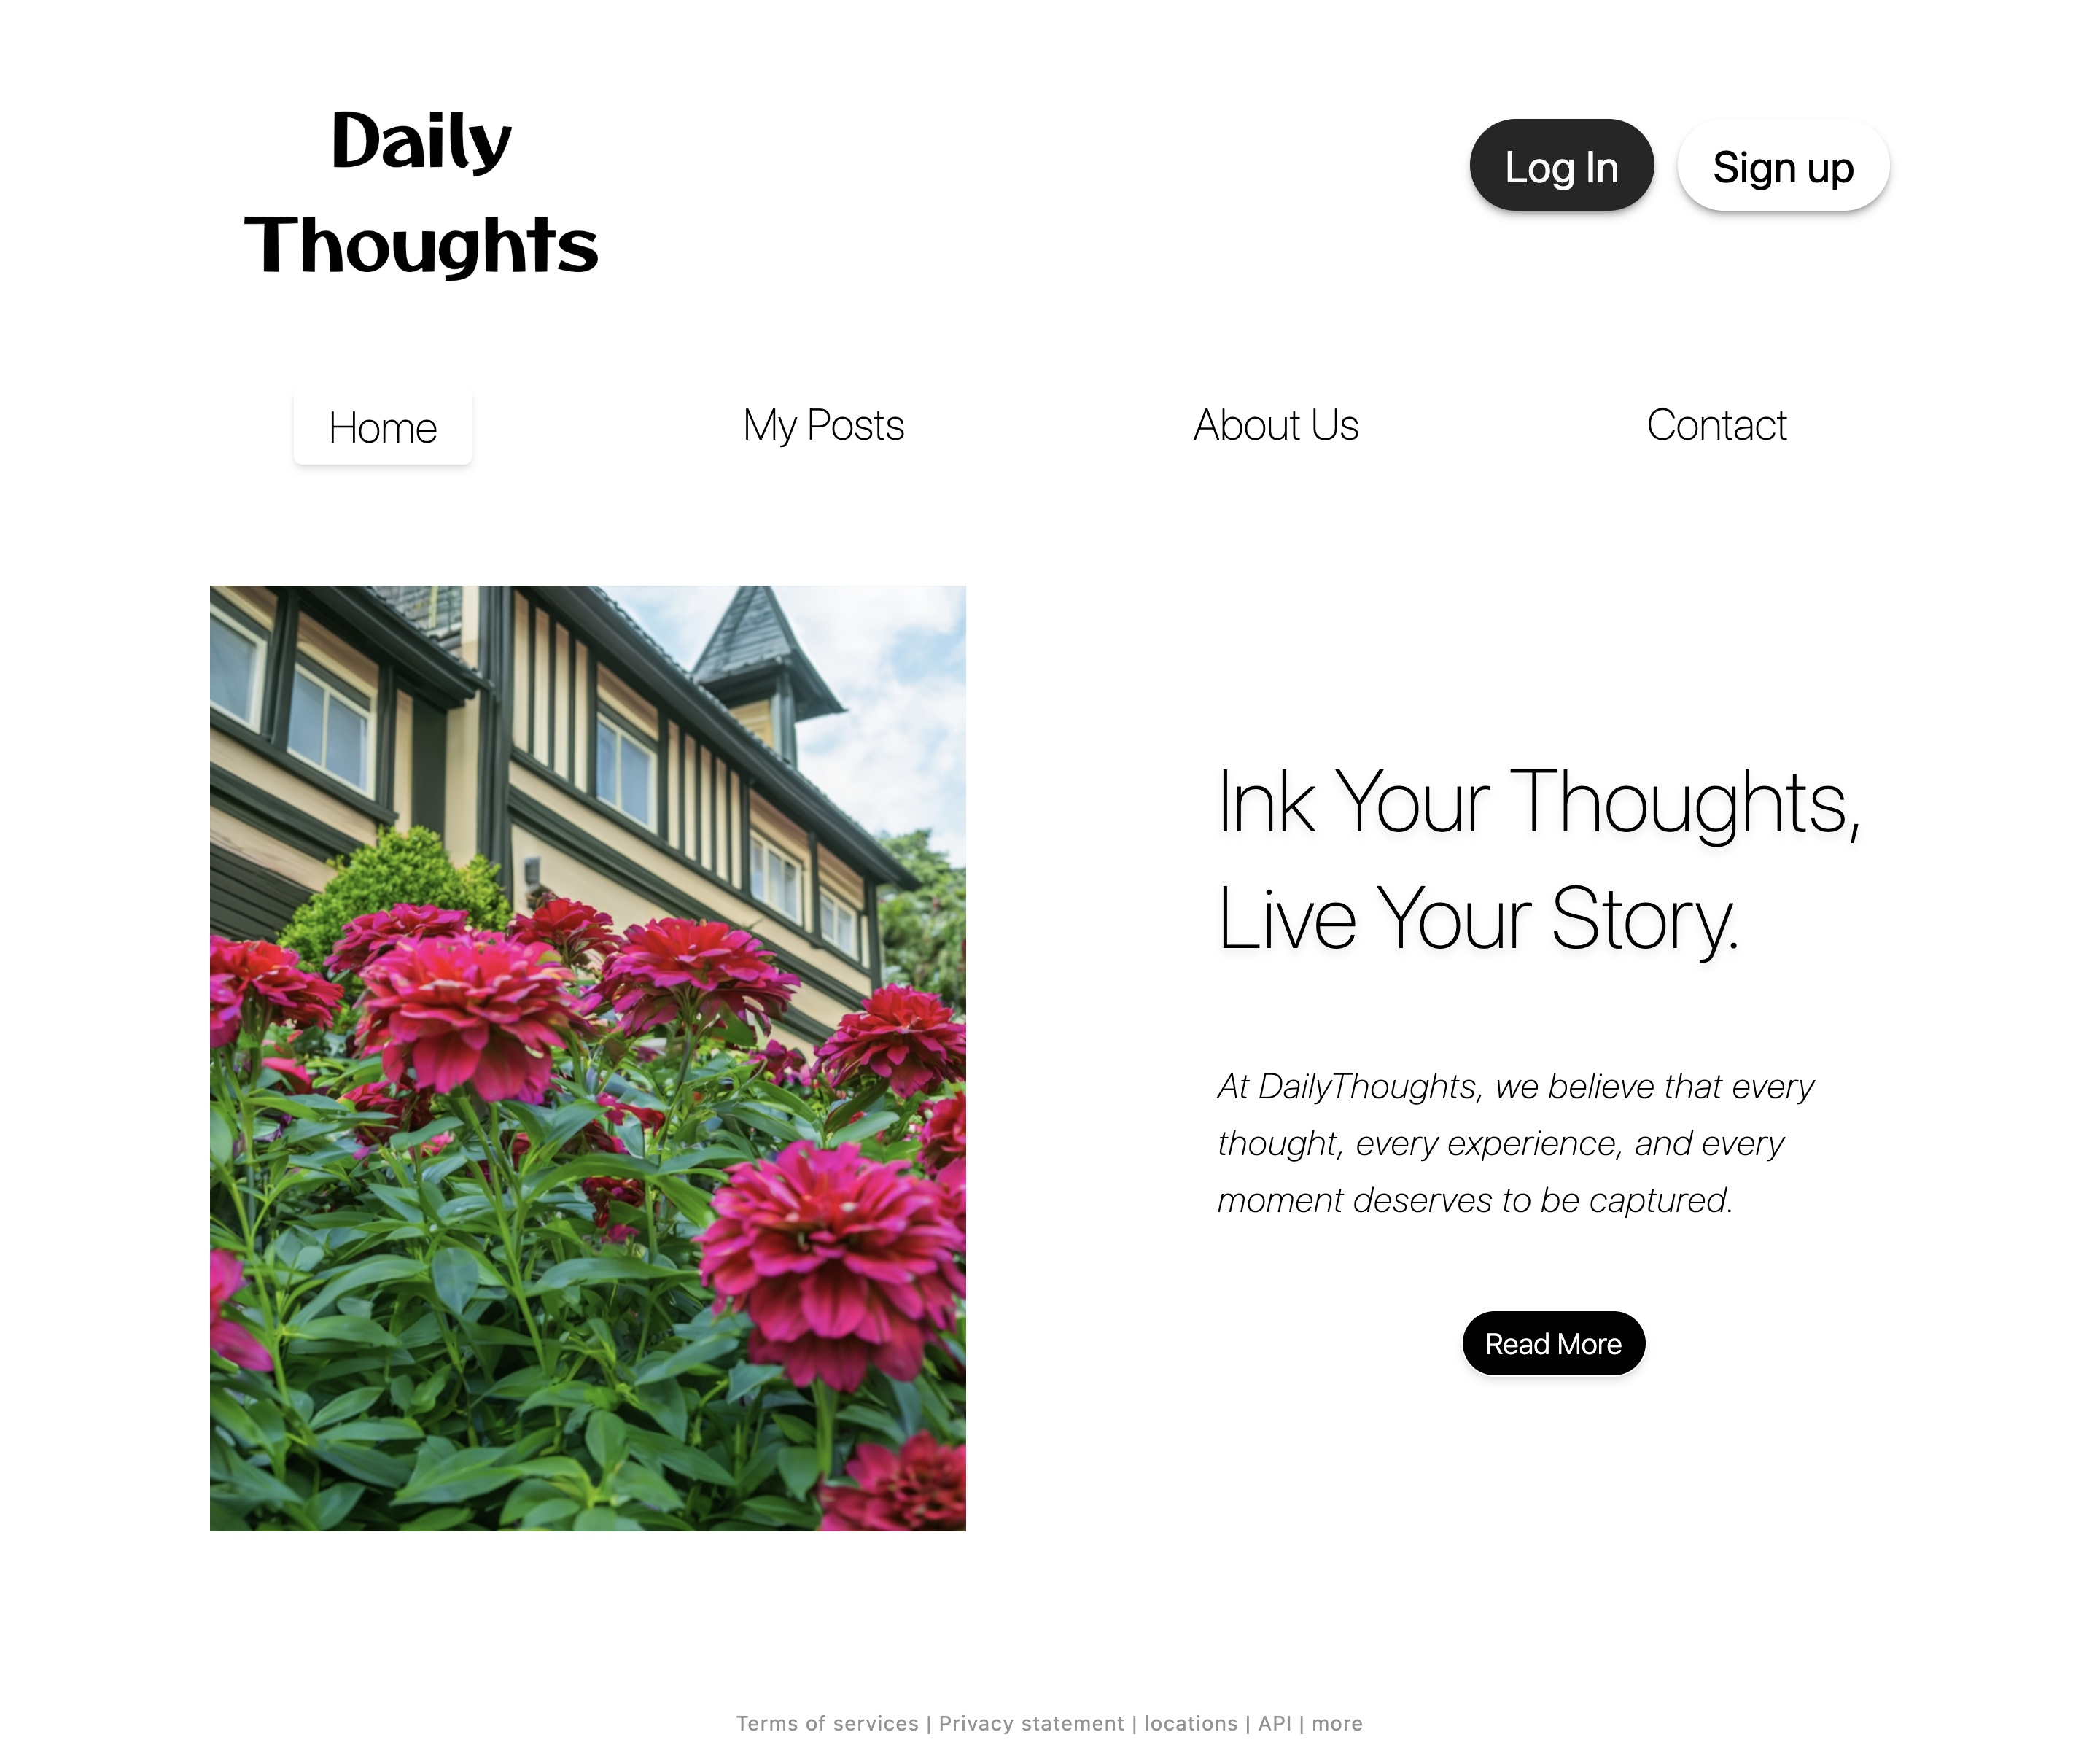 Daily
Thoughts
Log In
Sign up
Home
My Posts
About Us
Contact
Ink Your Thoughts,
Live Your Story.
At DailyThoughts, we believe that every
thought, every experience, and every
moment deserves to be captured.
Read More
Terms of services | Privacy statement | locations | API | more